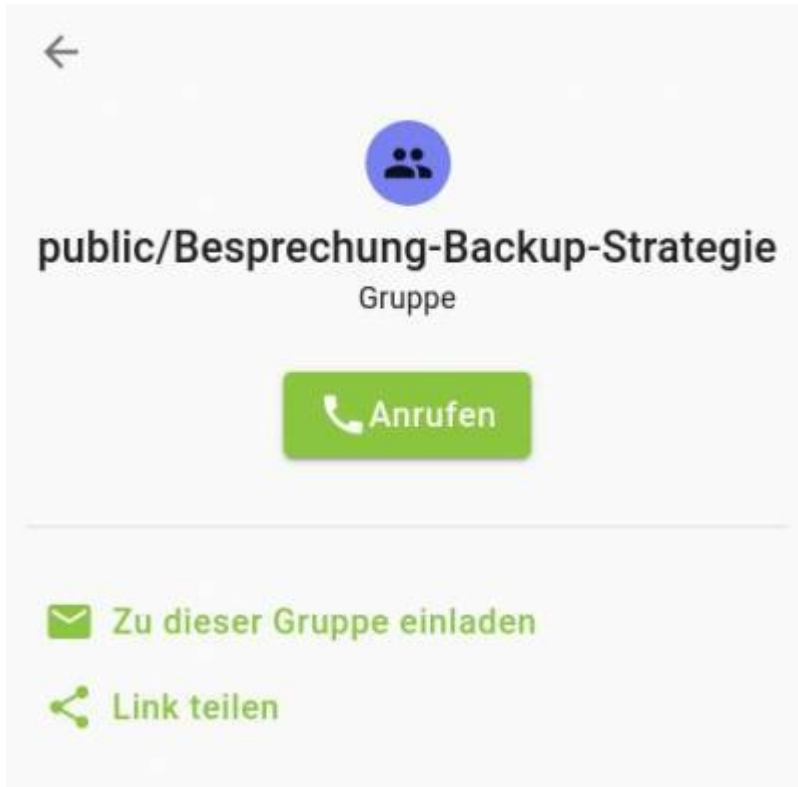 public/Besprechung-Backup-Strategie
Gruppe
Anrufen
Zu dieser Gruppe einladen
Link teilen